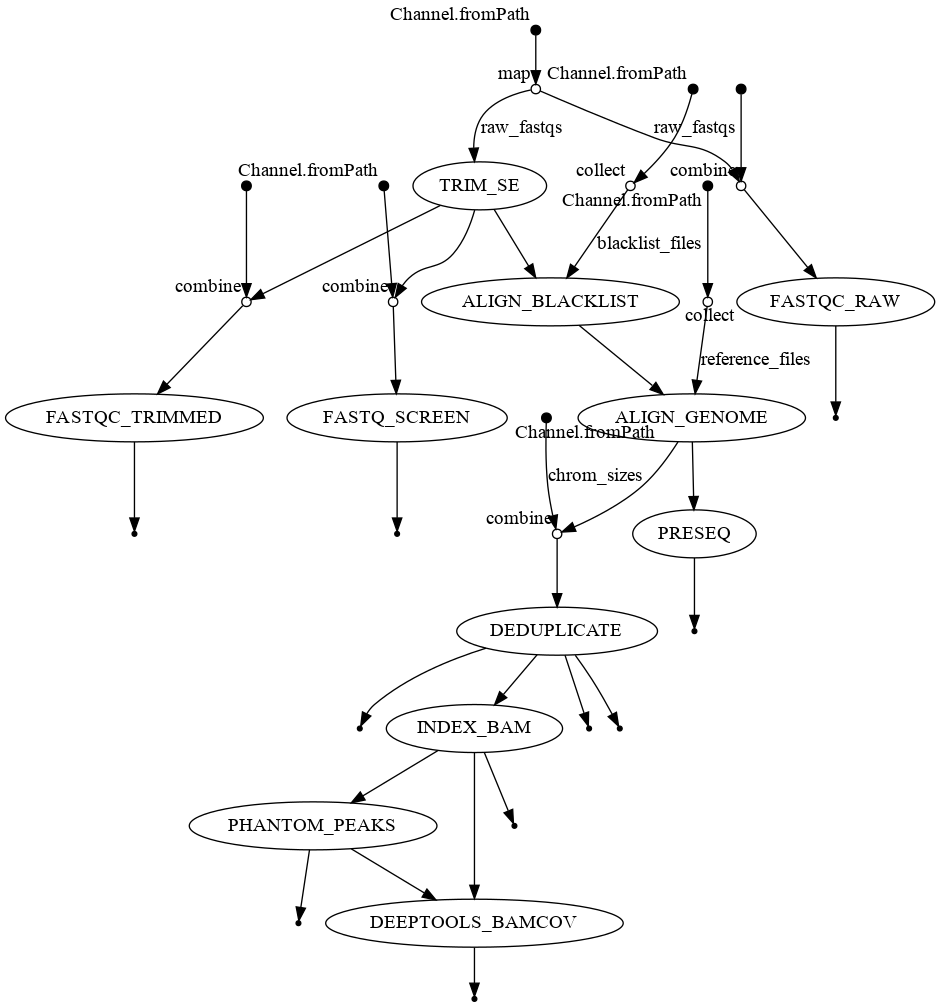 Channel.fromPath
map
Channel.fromPath
raw_fastqs
raw_fastqs
Channel.fromPath
collect
combine
TRIM_SE
Channel.fromPath
blacklist_files
combine
combine
ALIGN_BLACKLIST
FASTQC_RAW
collect
reference_files
FASTQC_TRIMMED
FASTQ_SCREEN
ALIGN_GENOME
Channel.fromPath
chrom_sizes
combine
PRESEQ
DEDUPLICATE
INDEX_BAM
PHANTOM_PEAKS
DEEPTOOLS_BAMCOV